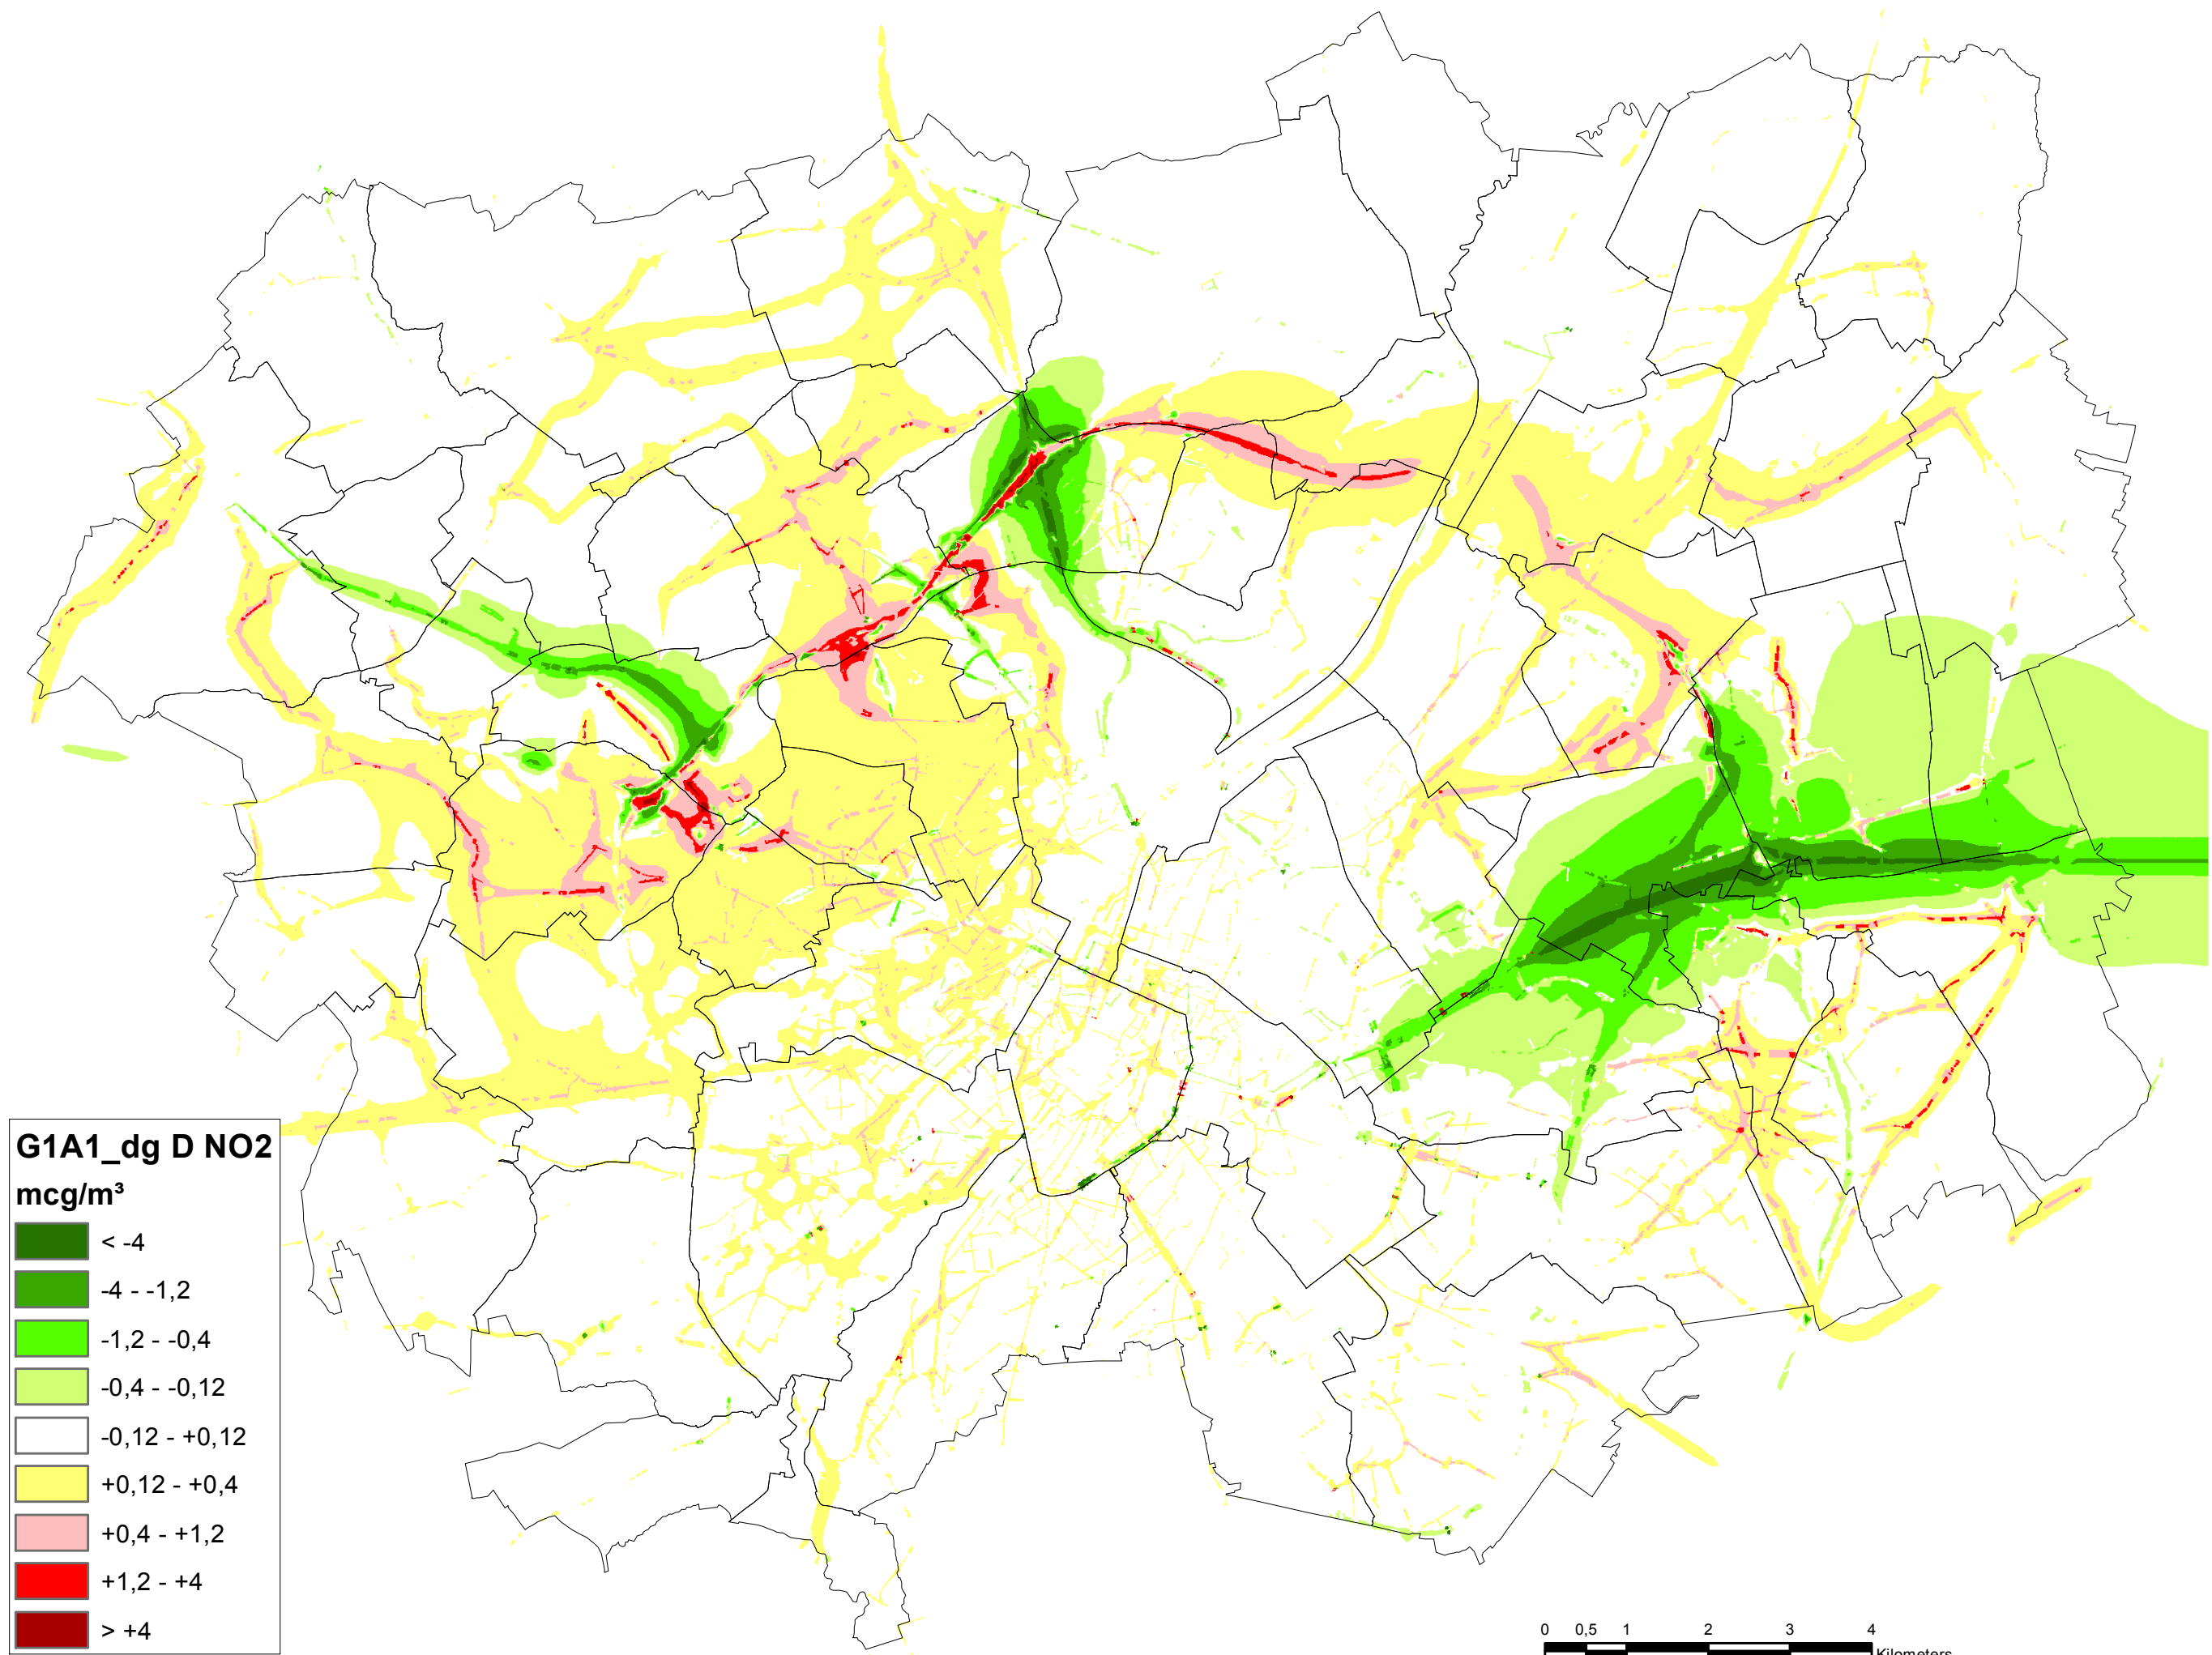 G1A1_dg D NO2
mcg/m³
< -4
-4 - -1,2
-1,2 - -0,4
-0,4 - -0,12
-0,12 - +0,12
+0,12 - +0,4
+0,4 - +1,2
+1,2 - +4
> +4
0 0,5 1 2 3 4
Kilometers